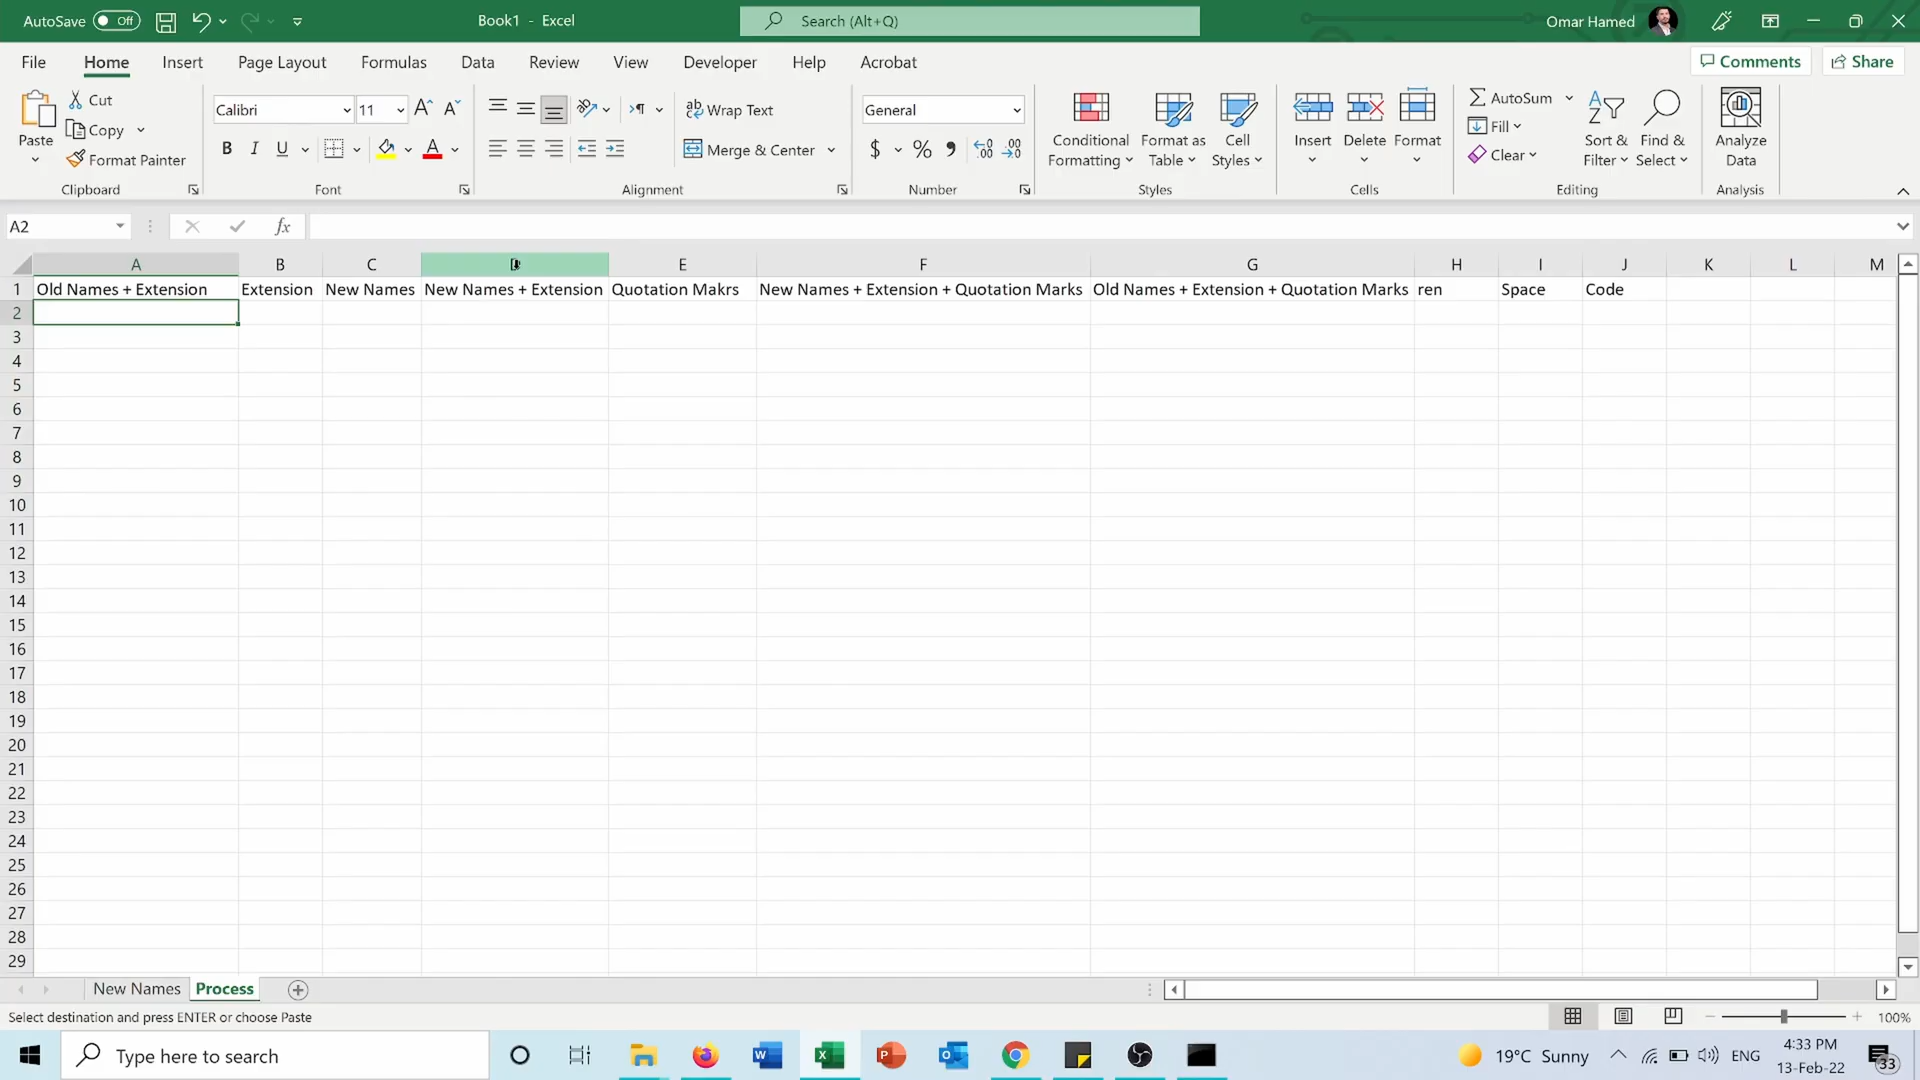 AutoSave Off Book1 - Excel Search (Alt+Q) Omar Hamed
File Home Insert Page Layout Formulas Data Review View Developer Help Acrobat Comments Share
Paste Cut Copy Format Painter Clipboard
Calibri 11 B I U A Font
Wrap Text Merge & Center Alignment
General $ % Number
Conditional Formatting Format as Table Cell Styles Styles
Insert Delete Format Cells
AutoSum Fill Clear Sort & Filter Find & Select Editing
Analyze Data Analysis
A2 fx
A B C D E F G H I J K L M
1 Old Names + Extension Extension New Names New Names + Extension Quotation Makrs New Names + Extension + Quotation Marks Old Names + Extension + Quotation Marks ren Space Code
2
3
4
5
6
7
8
9
10
11
12
13
14
15
16
17
18
19
20
21
22
23
24
25
26
27
28
29
New Names Process
Select destination and press ENTER or choose Paste 100%
Type here to search 19°C Sunny ENG 4:33 PM
13-Feb-22 33